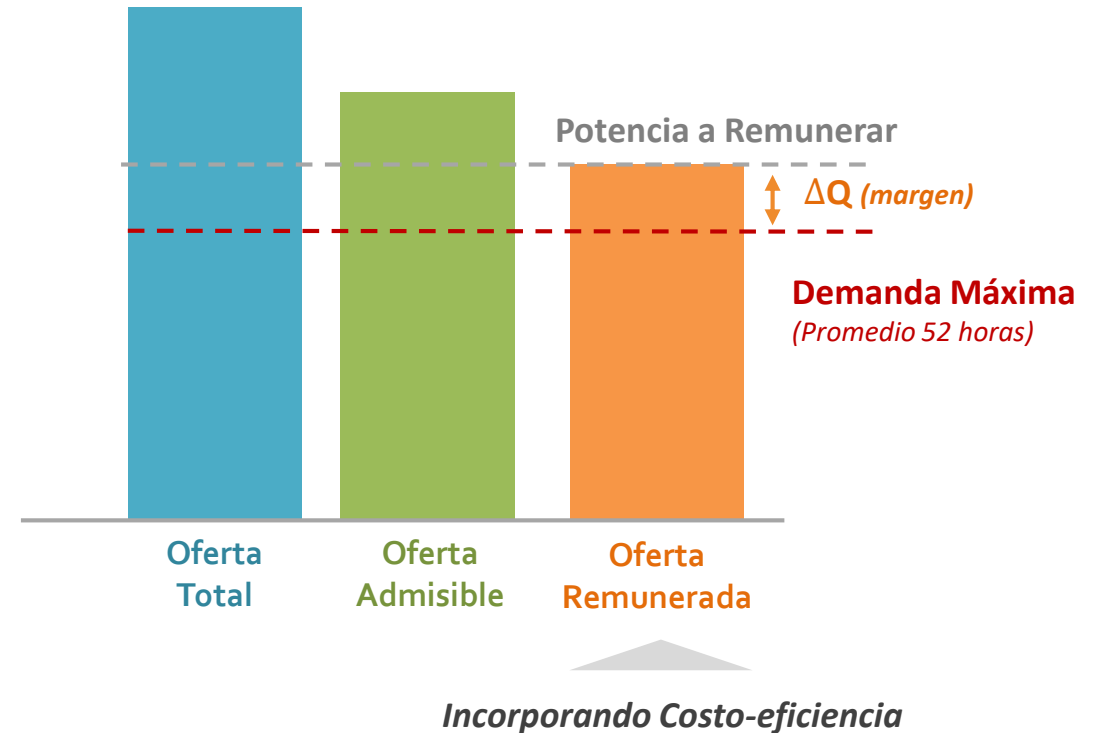 Potencia a Remunerar
ΔQ (margen)
Demanda Máxima
(Promedio 52 horas)
Oferta
Total
Oferta
Admisible
Oferta
Remunerada
Incorporando Costo-eficiencia